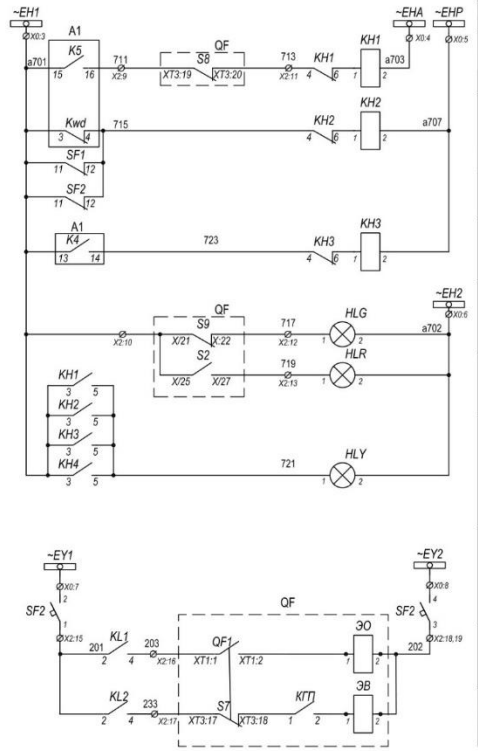 ~EH1 ~EHA ~EHP
X0:3 A1 X0:4 X0:5
QF
a701 K5 711 S8 713 KH1 KH1 a703
15 16 X2:9 XT3:19 XT3:20 X2:11 4 6 1 2
Kwd 715 KH2 KH2 a707
3 4 4 6 1 2
SF1
11 12
SF2
11 12
A1
K4 723 KH3 KH3
13 14 4 6 1 2
~EH2
QF X0:6
S9 717 HLG a702
X2:10 X/21 X:22 X2:12 1 2
S2 719 HLR
X/25 X/27 X2:13 1 2
KH1
3 5
KH2
3 5
KH3
3 5
KH4 721 HLY
3 5 1 2
~EY1 ~EY2
X0:7 X0:8
2 QF 4
SF2 SF2
1 3
X2:15 X2:18,19
201 KL1 203 QF1 ЭО 202
2 4 X2:16 XT1:1 XT1:2 1 2
KL2 233 S7 КГП ЭВ
2 4 X2:17 XT3:17 XT3:18 1 2 1 2